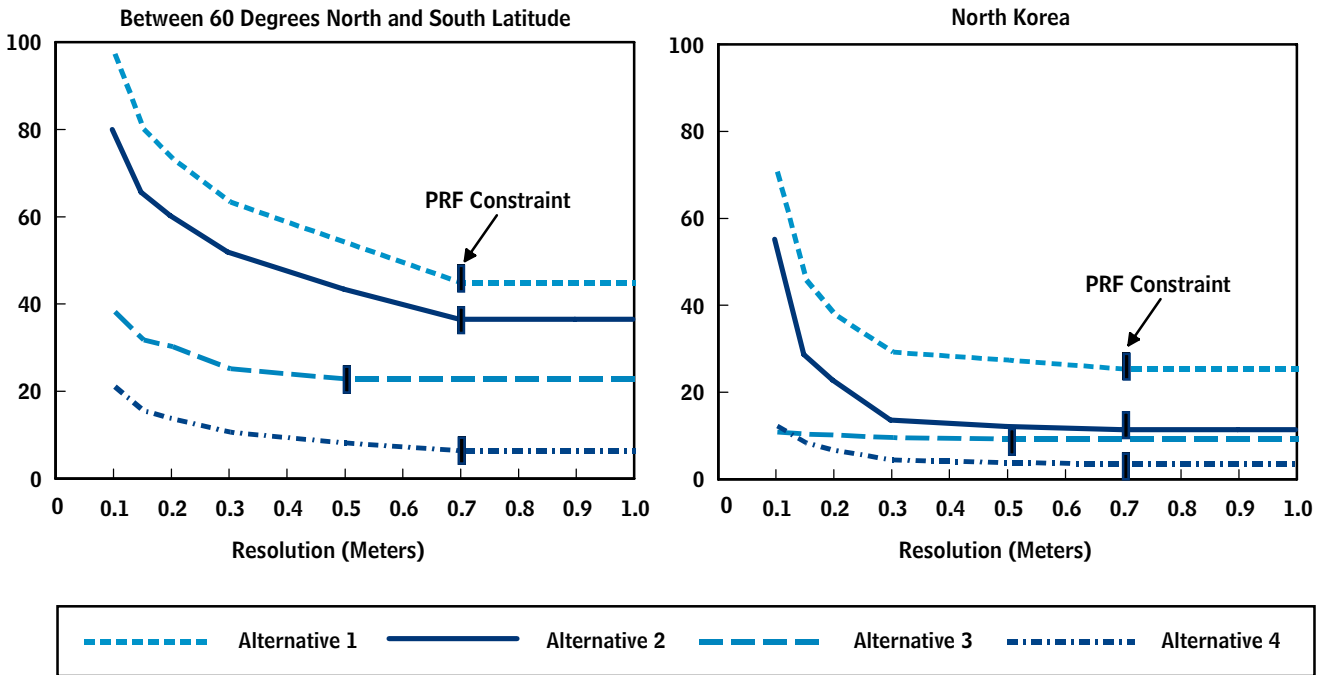 Between 60 Degrees North and South Latitude
100
80
60
40
20
0
PRF Constraint
0 0.1 0.2 0.3 0.4 0.5 0.6 0.7 0.8 0.9 1.0
Resolution (Meters)
North Korea
100
80
60
40
20
0
PRF Constraint
0 0.1 0.2 0.3 0.4 0.5 0.6 0.7 0.8 0.9 1.0
Resolution (Meters)
Alternative 1 Alternative 2 Alternative 3 Alternative 4